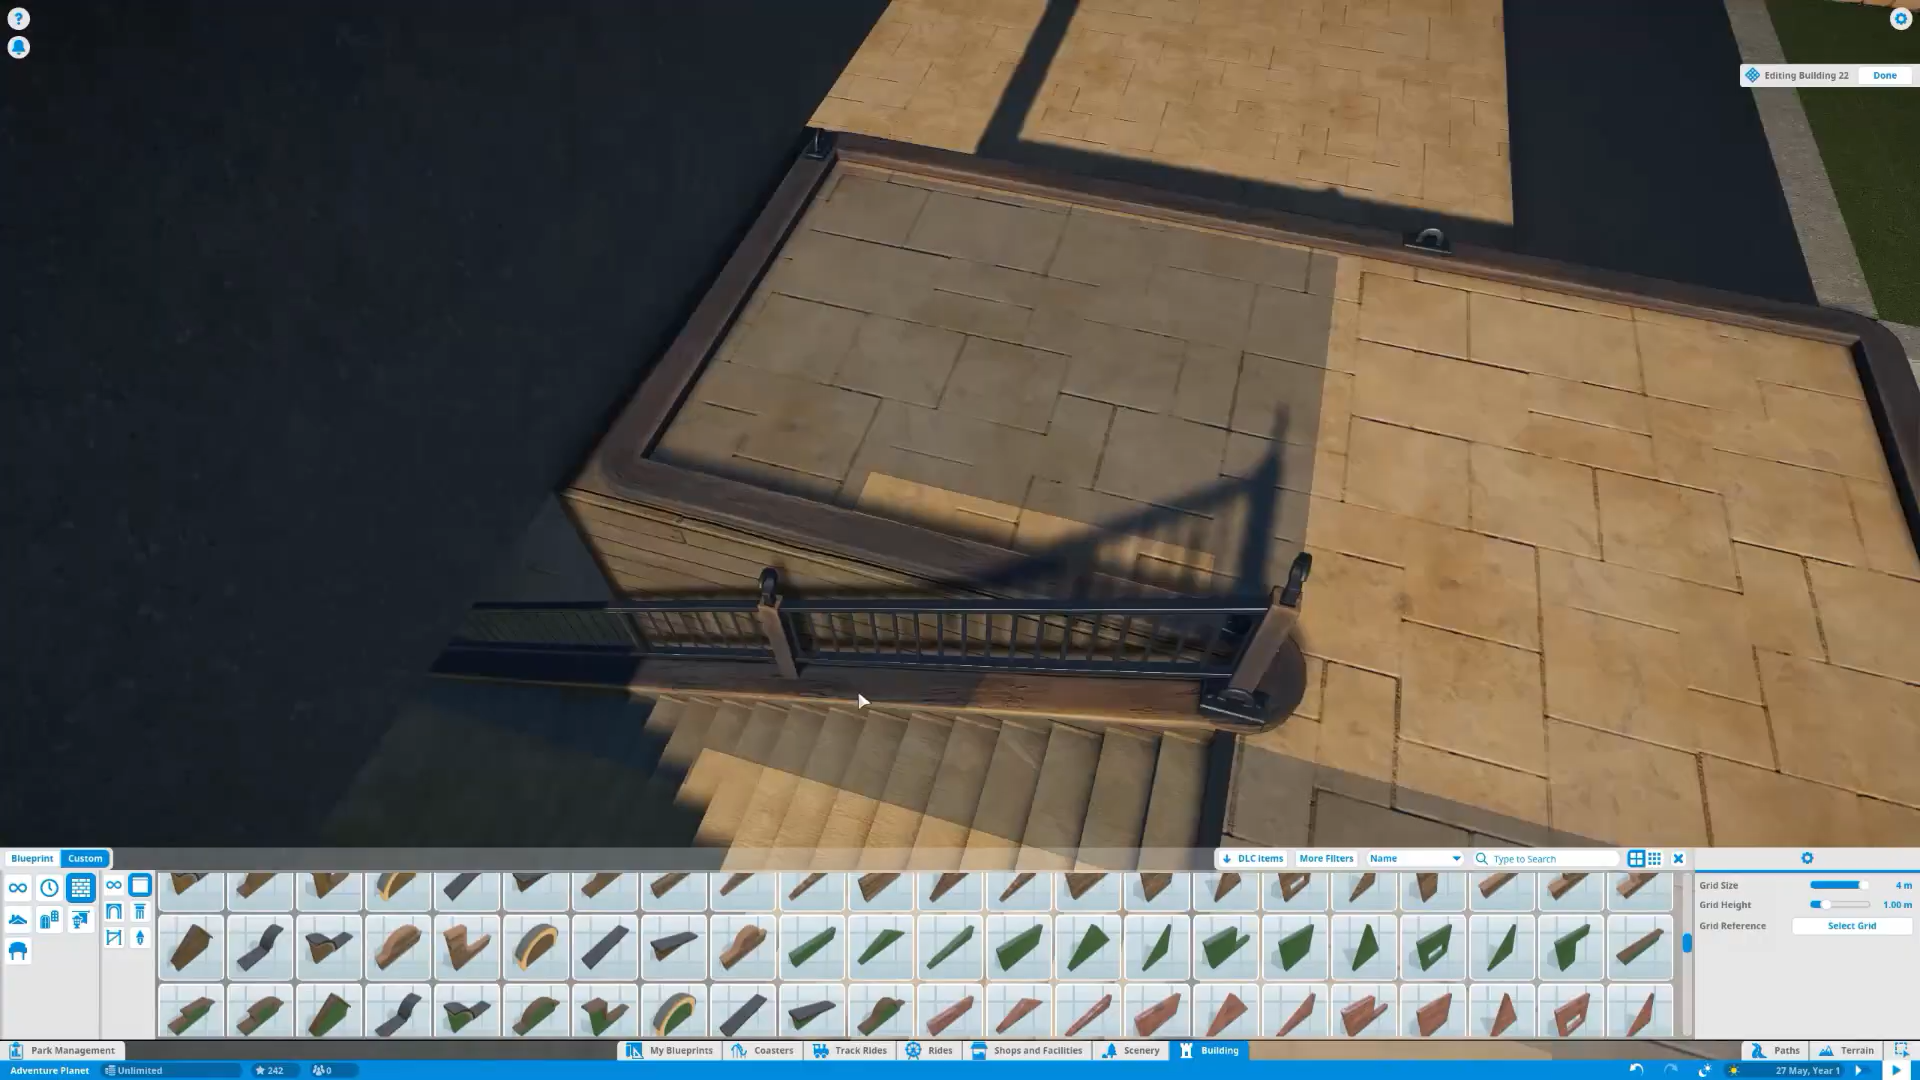 ?
Editing Building 22 Done
Blueprint Custom
DLC items More Filters Name Type to Search
Grid Size 4 m
Grid Height 1.00 m
Grid Reference Select Grid
Park Management My Blueprints Coasters Track Rides Rides Shops and Facilities Scenery Building Paths Terrain
Adventure Planet Unlimited 242 0 27 May, Year 1